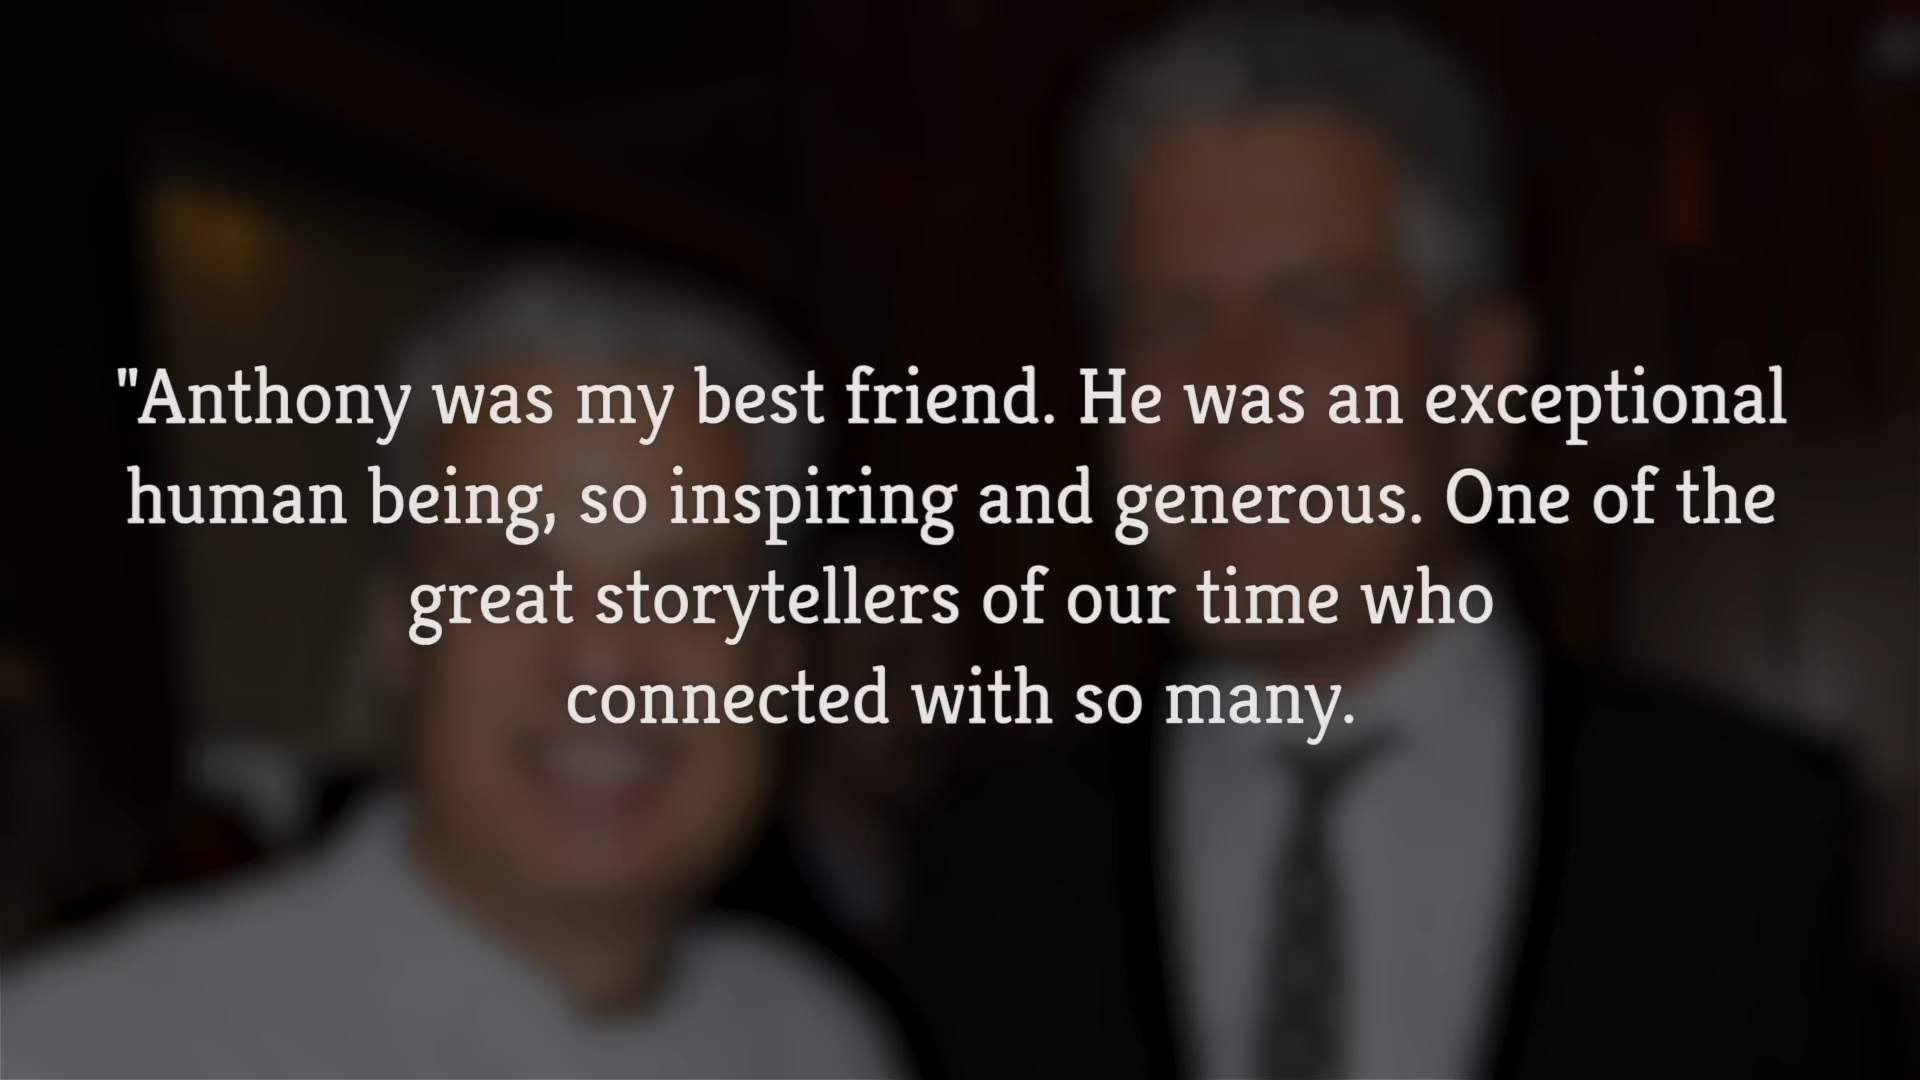 "Anthony was my best friend. He was an exceptional
human being, so inspiring and generous. One of the
great storytellers of our time who
connected with so many.